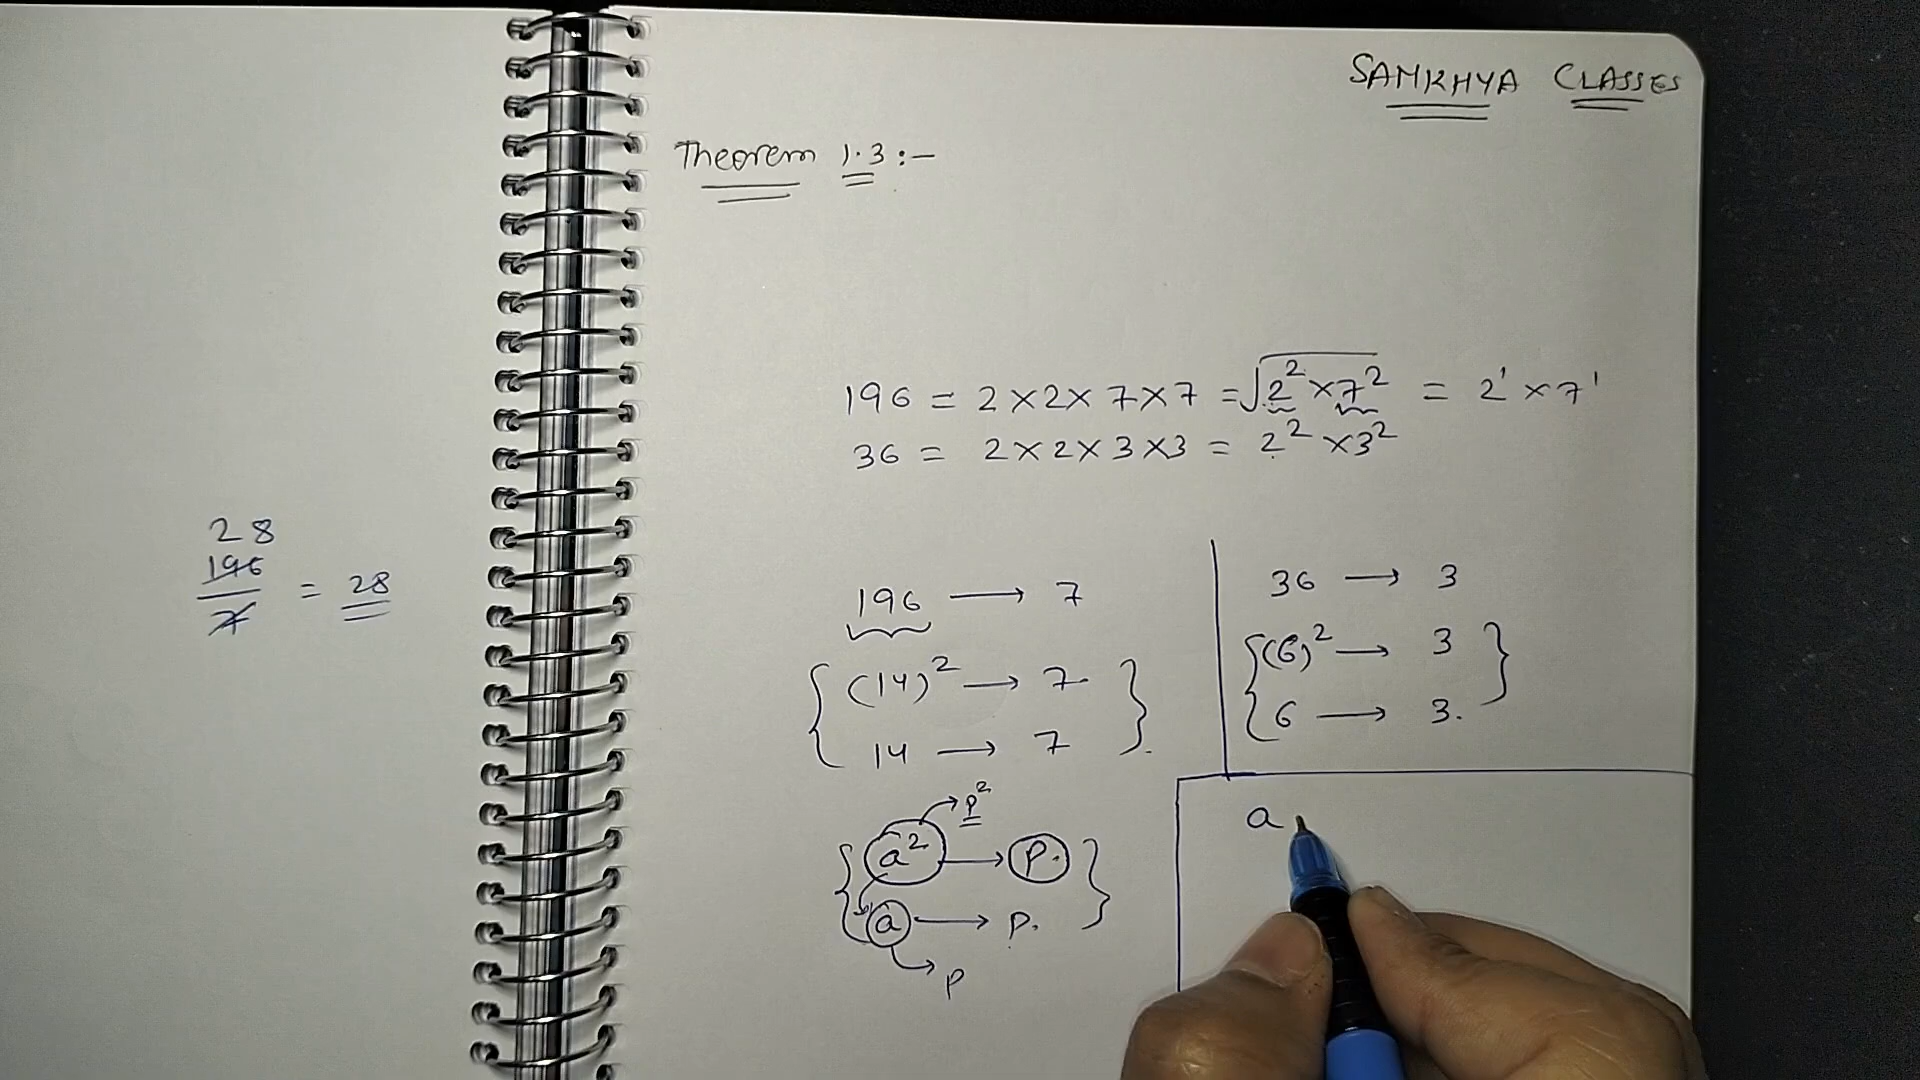 SAMKHYA CLASSES
Theorem 1.3:-
196 = 2×2×7×7 = √2²×7² = 2¹×7¹
36 = 2×2×3×3 = 2²×3²
28
196
7
= 28
196 → 7
(14)² → 7
14 → 7
36 → 3
(6)² → 3
6 → 3.
p²
a² → p.
a → p.
p
a